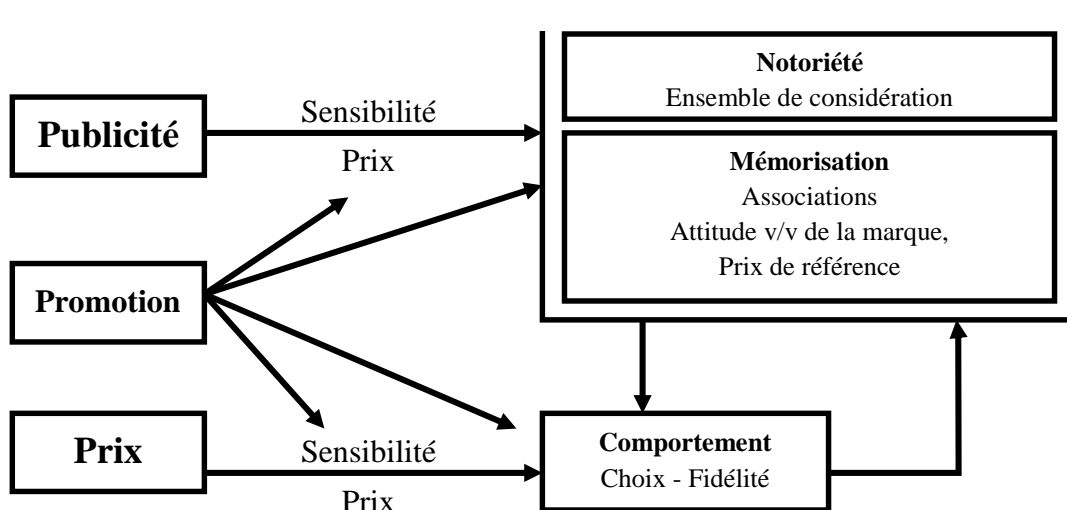 Notoriété
Ensemble de considération
Publicité
Sensibilité
Prix
Mémorisation
Associations
Attitude v/v de la marque,
Prix de référence
Promotion
Prix
Sensibilité
Prix
Comportement
Choix - Fidélité